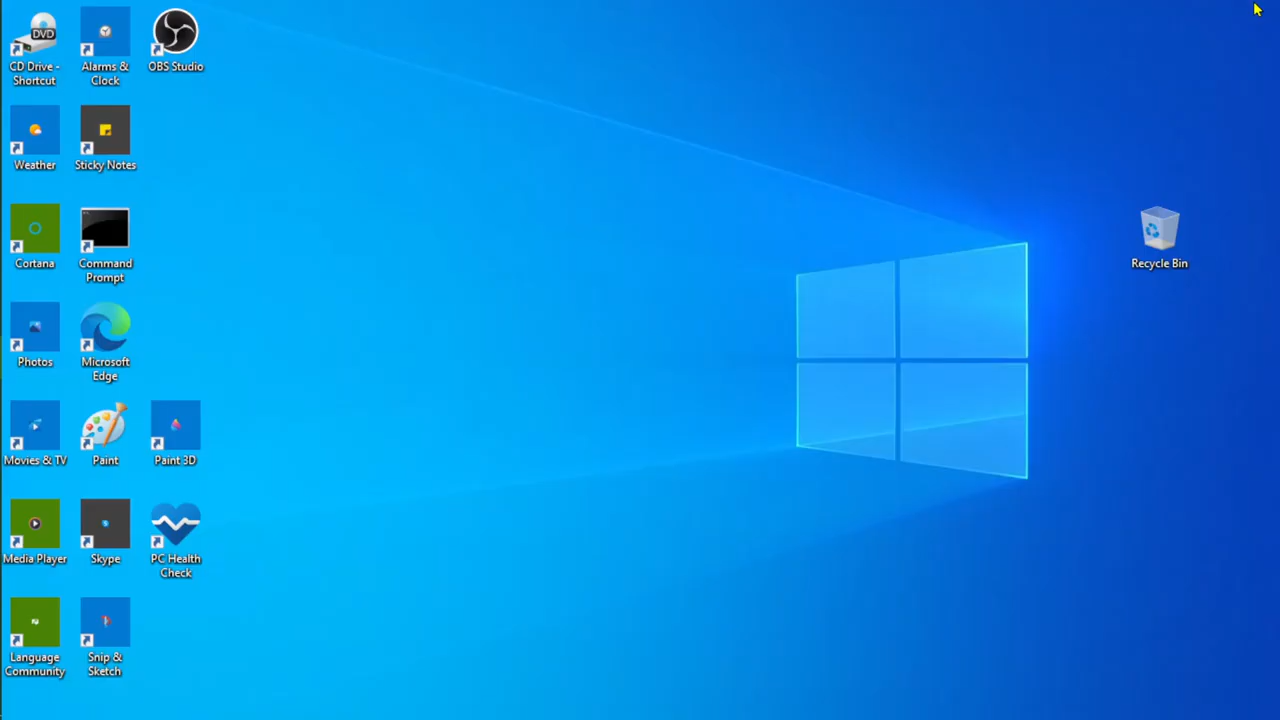 DVD
CD Drive -
Shortcut
Alarms &
Clock
OBS Studio
Weather
Sticky Notes
Cortana
Command
Prompt
Recycle Bin
Photos
Microsoft
Edge
Movies & TV
Paint
Paint 3D
Media Player
Skype
PC Health
Check
Language
Community
Snip &
Sketch